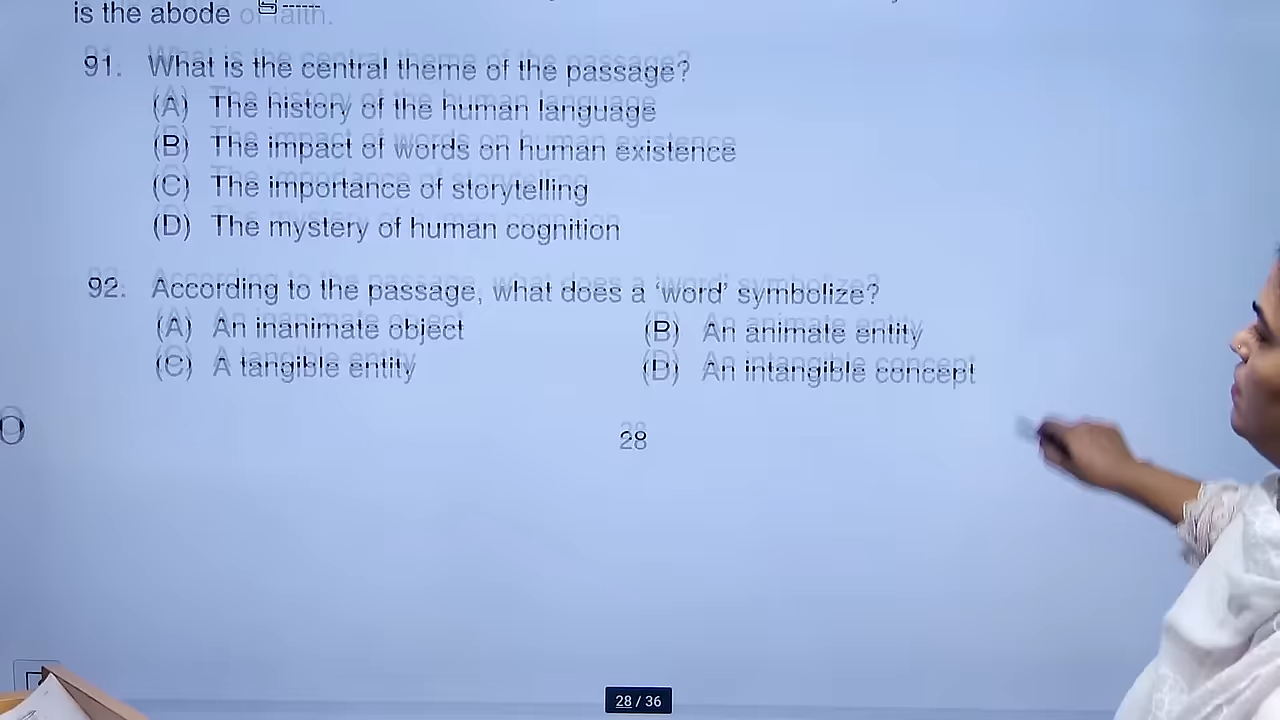 is the abode of faith.
91. What is the central theme of the passage?
(A) The history of the human language
(B) The impact of words on human existence
(C) The importance of storytelling
(D) The mystery of human cognition
92. According to the passage, what does a ‘word’ symbolize?
(A) An inanimate object (B) An animate entity
(C) A tangible entity (D) An intangible concept
28
28 / 36